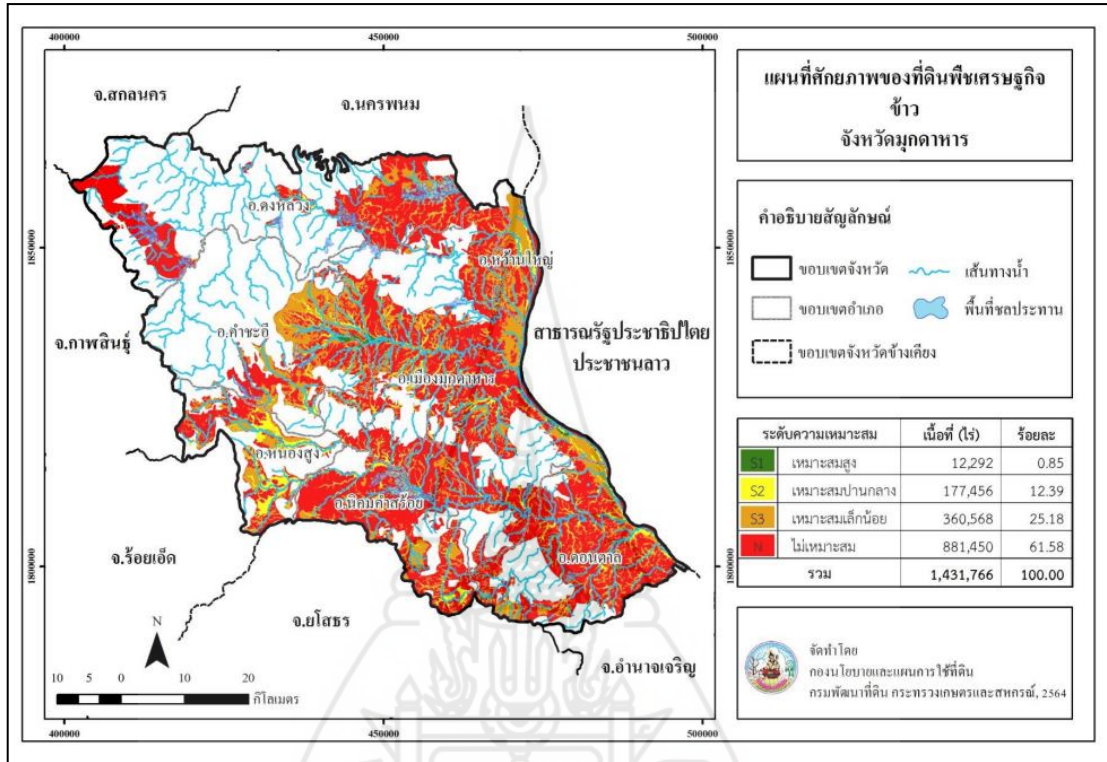 400000 450000 500000
จ.สกลนคร
จ.นครพนม
อ.ดงหลวง
1850000
อ.หว้านใหญ่
1850000
จ.กาฬสินธุ์
อ.คำชะอี
สาธารณรัฐประชาธิปไตย
ประชาชนลาว
อ.เมืองมุกดาหาร
อ.หนองสูง
อ.นิคมคำสร้อย
จ.ร้อยเอ็ด
อ.ดอนตาล
1800000
1800000
จ.ยโสธร
N
จ.อำนาจเจริญ
10 5 0 10 20
กิโลเมตร
400000 450000 500000
แผนที่ศักยภาพของที่ดินพืชเศรษฐกิจ
ข้าว
จังหวัดมุกดาหาร
คำอธิบายสัญลักษณ์
ขอบเขตจังหวัด เส้นทางน้ำ
ขอบเขตอำเภอ พื้นที่ชลประทาน
ขอบเขตจังหวัดข้างเคียง
ระดับความเหมาะสม เนื้อที่ (ไร่) ร้อยละ
S1 เหมาะสมสูง 12,292 0.85
S2 เหมาะสมปานกลาง 177,456 12.39
S3 เหมาะสมเล็กน้อย 360,568 25.18
N ไม่เหมาะสม 881,450 61.58
รวม 1,431,766 100.00
จัดทำโดย
กองนโยบายและแผนการใช้ที่ดิน
กรมพัฒนาที่ดิน กระทรวงเกษตรและสหกรณ์, 2564